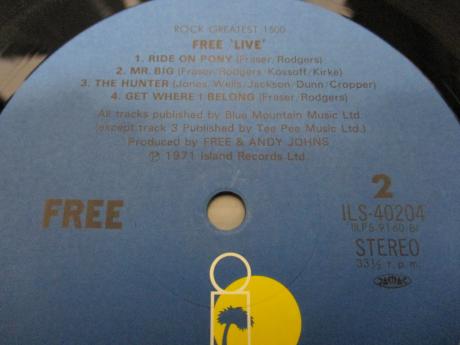 ROCK GREATEST 1500
FREE 'LIVE'
1. RIDE ON PONY (Fraser/Rodgers)
2. MR. BIG (Fraser/Rodgers/Kossoff/Kirke)
3. THE HUNTER (Jones/Wells/Jackson/Dunn/Cropper)
4. GET WHERE I BELONG (Fraser/Rodgers)
All tracks published by Blue Mountain Music Ltd.
(except track 3 Published by Tee Pee Music Ltd.)
Produced by FREE & ANDY JOHNS
℗ 1971 Island Records Ltd.
FREE
2
ILS-40204
(ILPS-9160-B)
STEREO
33⅓ r.p.m.
i